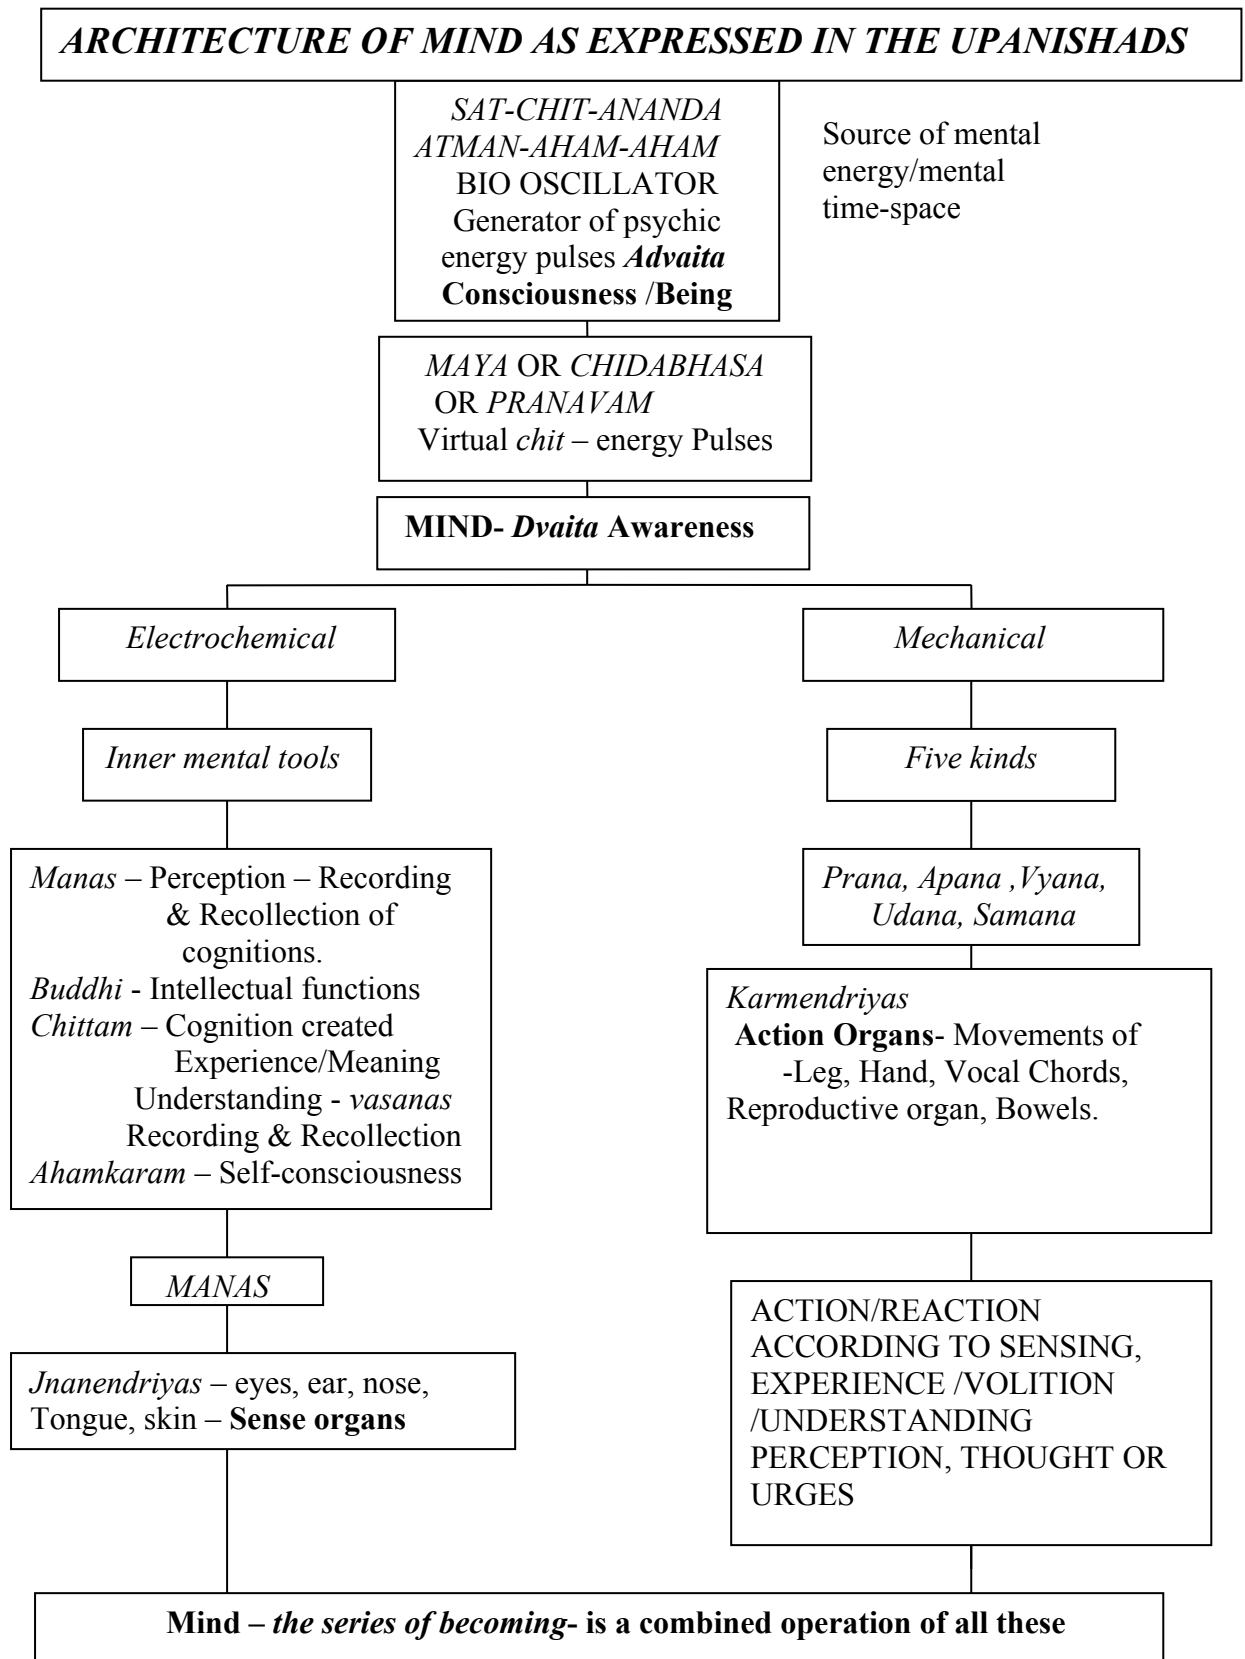 ARCHITECTURE OF MIND AS EXPRESSED IN THE UPANISHADS
SAT-CHIT-ANANDA
ATMAN-AHAM-AHAM
BIO OSCILLATOR
Generator of psychic
energy pulses Advaita
Consciousness /Being
Source of mental
energy/mental
time-space
MAYA OR CHIDABHASA
OR PRANAVAM
Virtual chit – energy Pulses
MIND- Dvaita Awareness
Electrochemical
Mechanical
Inner mental tools
Five kinds
Manas – Perception – Recording
& Recollection of
cognitions.
Buddhi - Intellectual functions
Chittam – Cognition created
Experience/Meaning
Understanding - vasanas
Recording & Recollection
Ahamkaram – Self-consciousness
Prana, Apana ,Vyana,
Udana, Samana
Karmendriyas
Action Organs- Movements of
-Leg, Hand, Vocal Chords,
Reproductive organ, Bowels.
MANAS
ACTION/REACTION
ACCORDING TO SENSING,
EXPERIENCE /VOLITION
/UNDERSTANDING
PERCEPTION, THOUGHT OR
URGES
Jnanendriyas – eyes, ear, nose,
Tongue, skin – Sense organs
Mind – the series of becoming- is a combined operation of all these